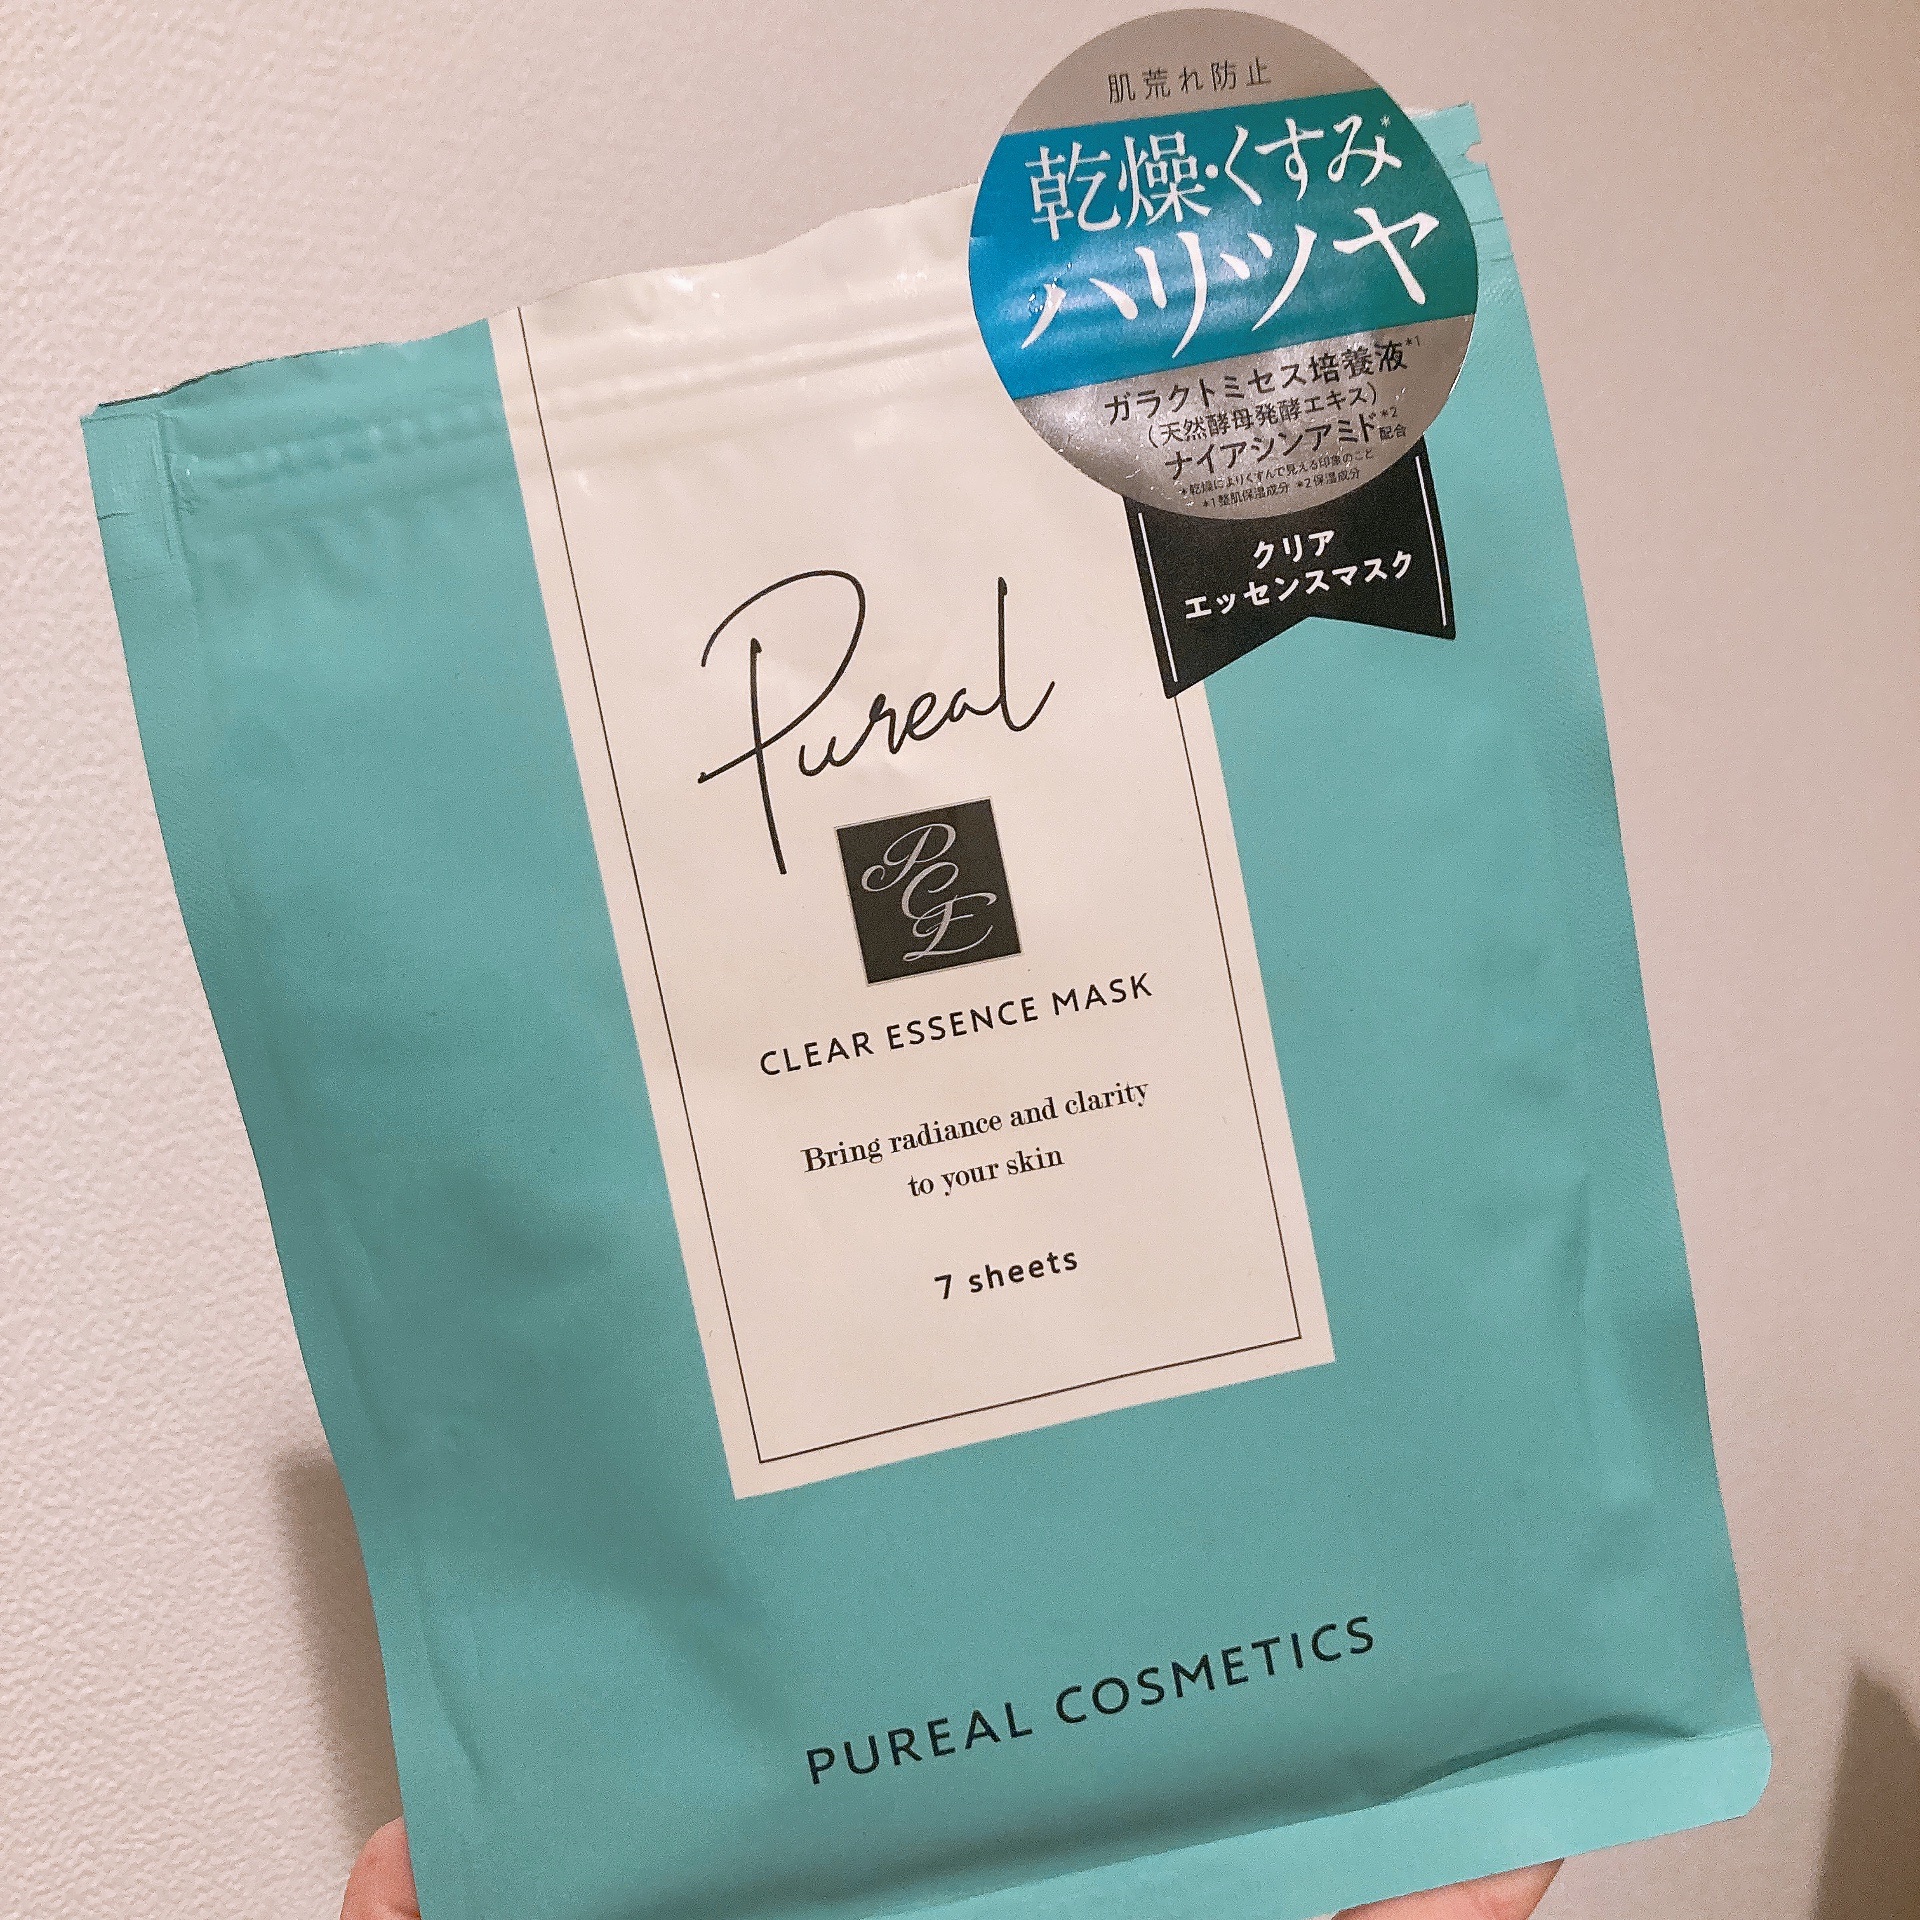 肌荒れ防止
乾燥・くすみ*
ハリ・ツヤ
ガラクトミセス培養液*1
(天然酵母発酵エキス)
ナイアシンアミド*2配合
*乾燥によりくすんで見える印象のこと
*1整肌保湿成分 *2保湿成分
クリア
エッセンスマスク
Pureal
PCE
CLEAR ESSENCE MASK
Bring radiance and clarity
to your skin
7 sheets
PUREAL COSMETICS